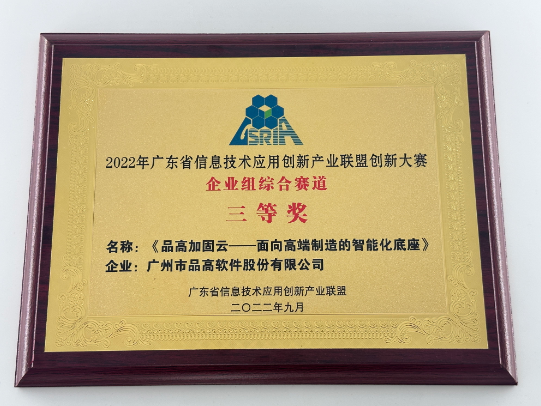 GSRIA
2022年广东省信息技术应用创新产业联盟创新大赛
企业组综合赛道
三等奖
名称：《品高加固云——面向高端制造的智能化底座》
企业：广州市品高软件股份有限公司
广东省信息技术应用创新产业联盟
二〇二二年九月